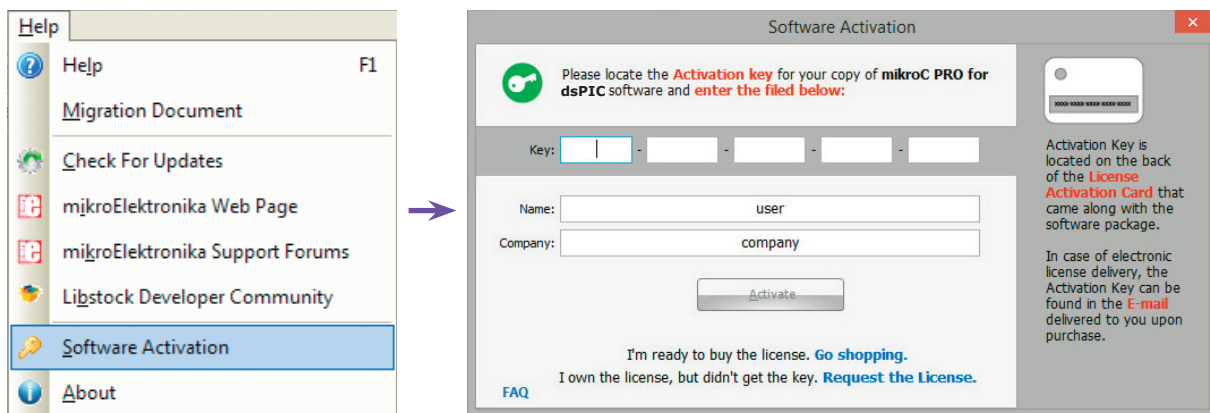 Help
Help F1
Migration Document
Check For Updates
mikroElektronika Web Page
mikroElektronika Support Forums
Libstock Developer Community
Software Activation
About
Software Activation
Please locate the Activation key for your copy of mikroC PRO for
dsPIC software and enter the filed below:
Key: - - - -
Name: user
Company: company
Activate
I'm ready to buy the license. Go shopping.
I own the license, but didn't get the key. Request the License.
FAQ
XXXX-XXXX-XXXX-XXXX-XXXX
Activation Key is
located on the back
of the License
Activation Card that
came along with the
software package.
In case of electronic
license delivery, the
Activation Key can be
found in the E-mail
delivered to you upon
purchase.